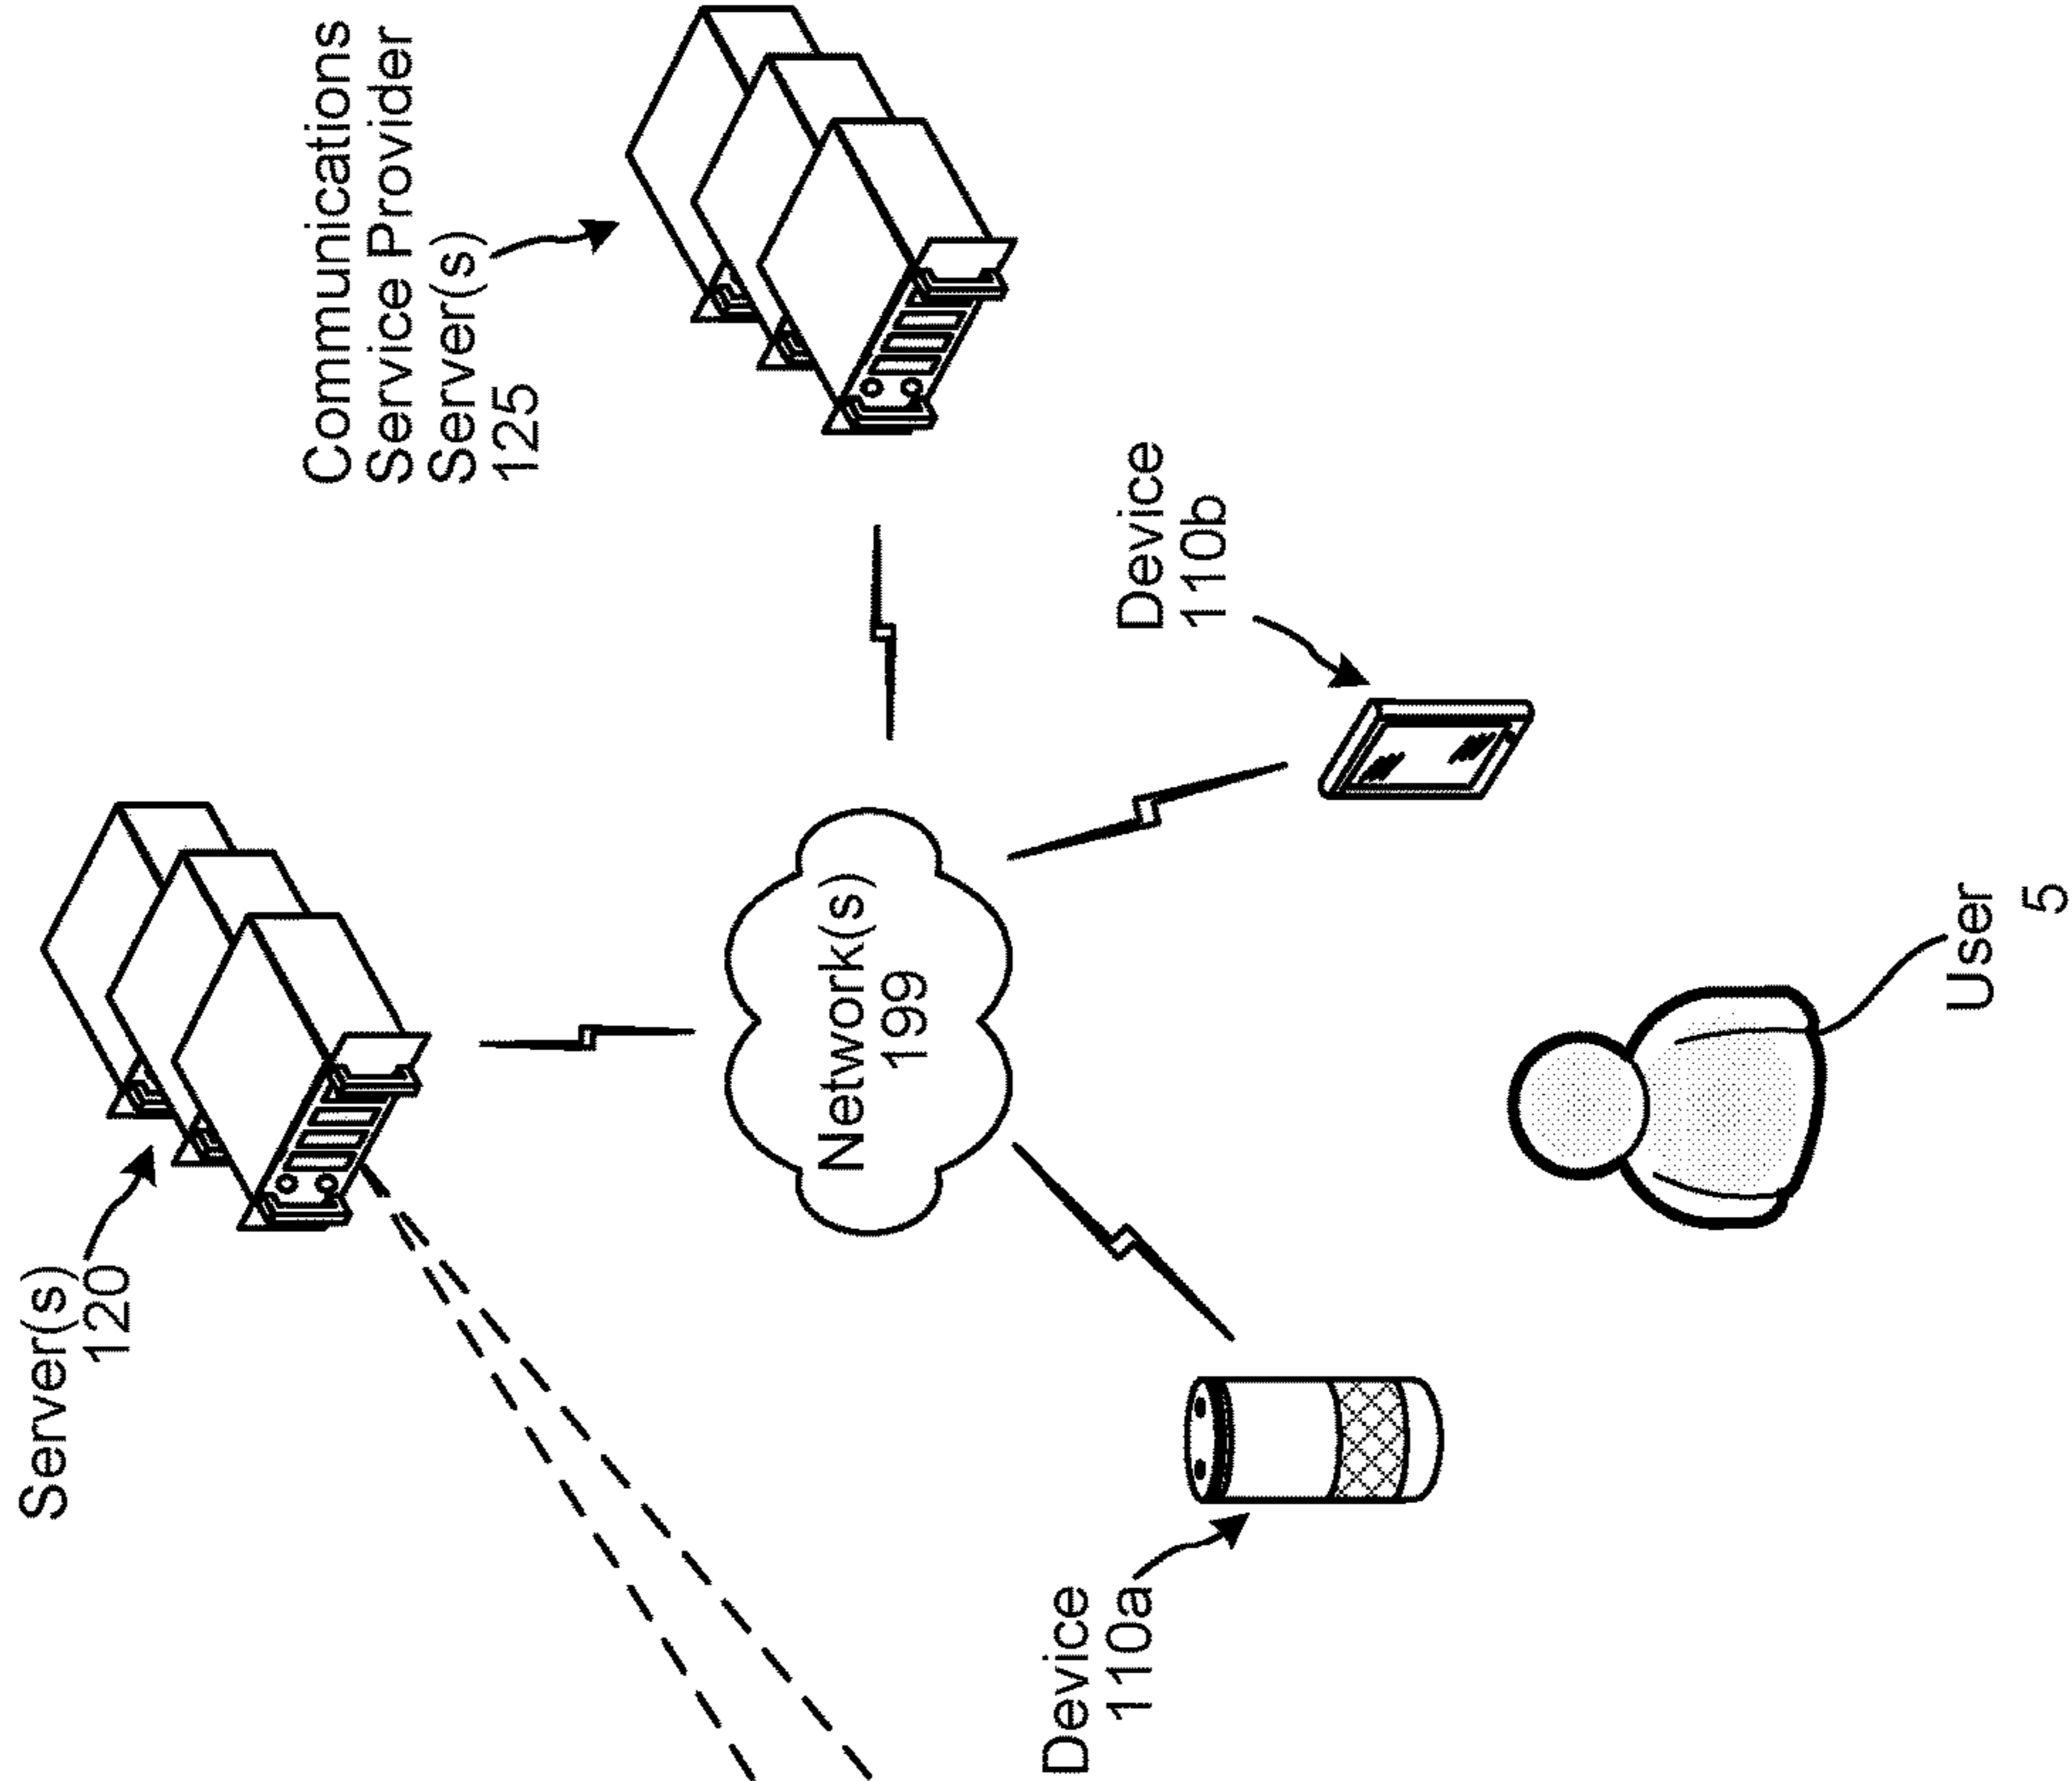 Server(s)
120
Communications
Service Provider
Server(s)
125
Network(s)
199
Device
110a
Device
110b
User
5